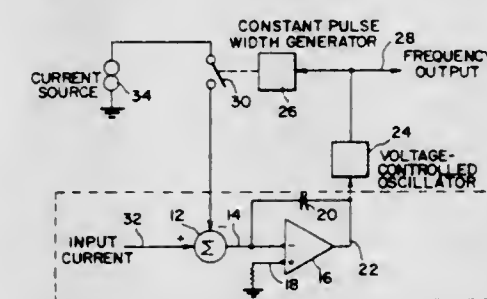 CONSTANT PULSE
WIDTH GENERATOR
28
FREQUENCY
OUTPUT
CURRENT
SOURCE
34
30
26
24
VOLTAGE-
CONTROLLED
OSCILLATOR
12
-
14
20
32
+
Σ
INPUT
CURRENT
-
+
18
16
22